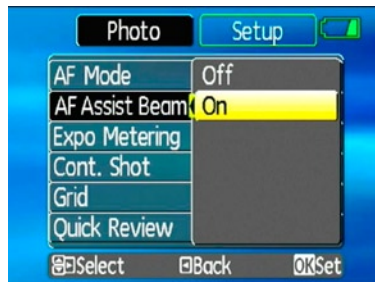 Photo Setup
AF Mode Off
AF Assist Beam On
Expo Metering
Cont. Shot
Grid
Quick Review
Select Back OK Set